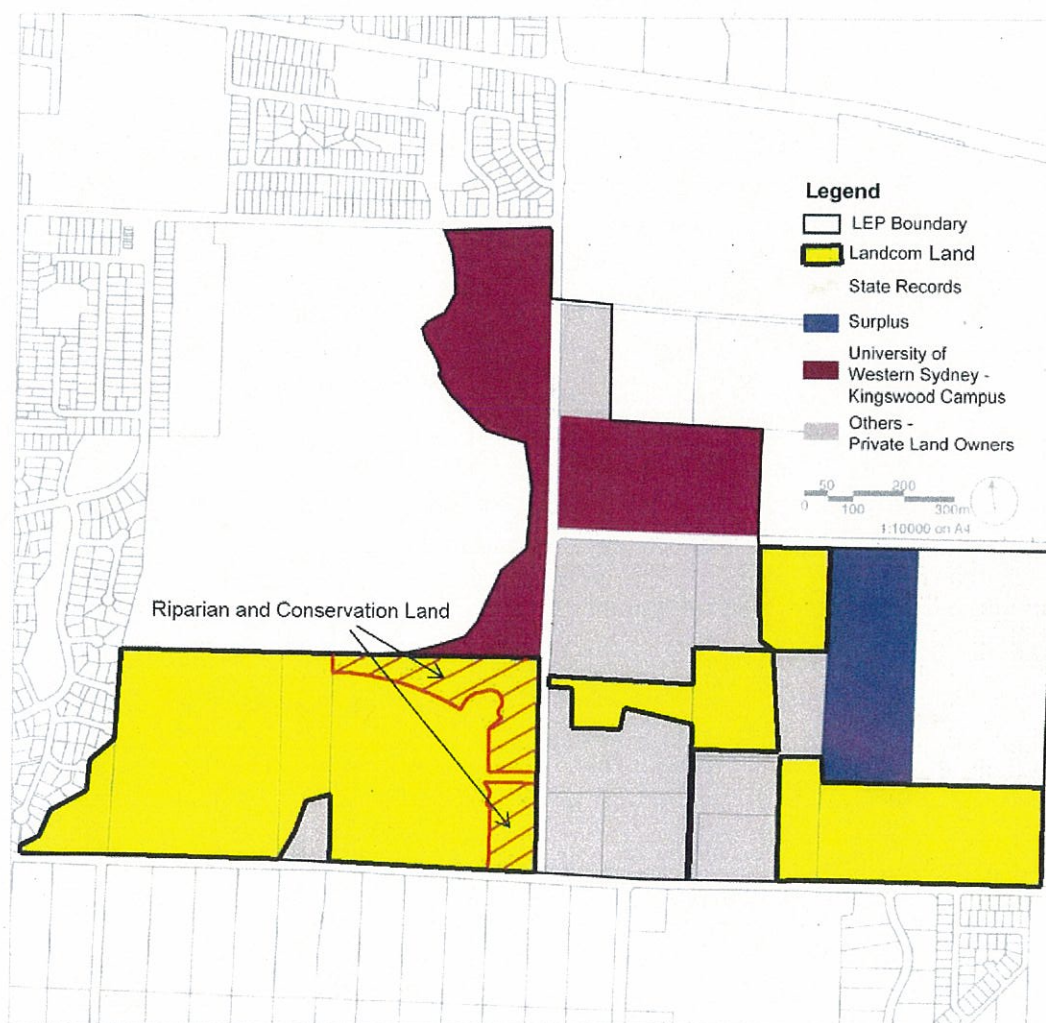 Legend
LEP Boundary
Landcom Land
State Records
Surplus
University of
Western Sydney -
Kingswood Campus
Others -
Private Land Owners
50 200
0 100 300m
1:10000 on A4
Riparian and Conservation Land